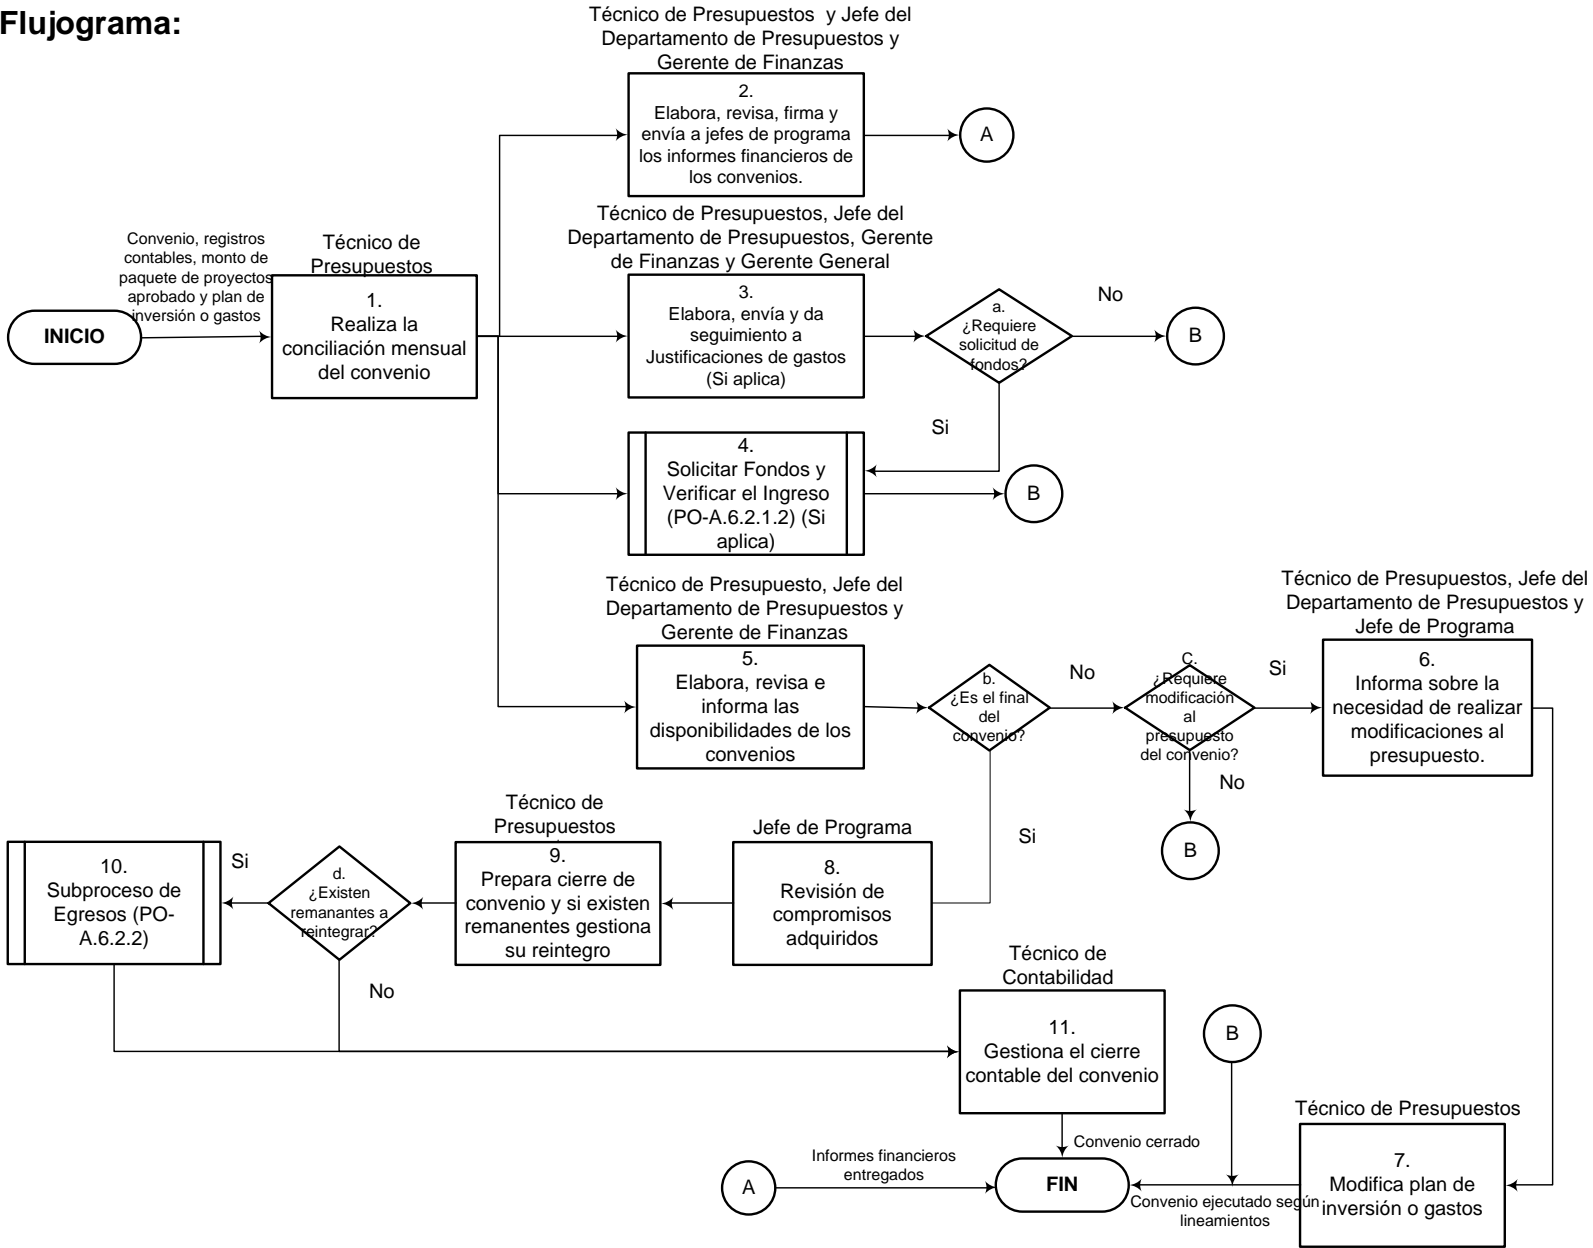 Flujograma:
Técnico de Presupuestos y Jefe del
Departamento de Presupuestos y
Gerente de Finanzas
2.
Elabora, revisa, firma y
envía a jefes de programa
los informes financieros de
los convenios.
A
Convenio, registros
contables, monto de
paquete de proyectos
aprobado y plan de
inversión o gastos
INICIO
Técnico de
Presupuestos
1.
Realiza la
conciliación mensual
del convenio
Técnico de Presupuestos, Jefe del
Departamento de Presupuestos, Gerente
de Finanzas y Gerente General
3.
Elabora, envía y da
seguimiento a
Justificaciones de gastos
(Si aplica)
a.
¿Requiere
solicitud de
fondos?
No
B
Si
4.
Solicitar Fondos y
Verificar el Ingreso
(PO-A.6.2.1.2) (Si
aplica)
B
Técnico de Presupuesto, Jefe del
Departamento de Presupuestos y
Gerente de Finanzas
5.
Elabora, revisa e
informa las
disponibilidades de los
convenios
b.
¿Es el final
del
convenio?
No
C.
¿Requiere
modificación
al
presupuesto
del convenio?
Si
No
B
Técnico de Presupuestos, Jefe del
Departamento de Presupuestos y
Jefe de Programa
6.
Informa sobre la
necesidad de realizar
modificaciones al
presupuesto.
Si
Jefe de Programa
8.
Revisión de
compromisos
adquiridos
Técnico de
Presupuestos
9.
Prepara cierre de
convenio y si existen
remanentes gestiona
su reintegro
d.
¿Existen
remanantes a
reintegrar?
Si
No
10.
Subproceso de
Egresos (PO-
A.6.2.2)
Técnico de
Contabilidad
11.
Gestiona el cierre
contable del convenio
Convenio cerrado
B
Técnico de Presupuestos
7.
Modifica plan de
inversión o gastos
Convenio ejecutado según
lineamientos
A
Informes financieros
entregados
FIN